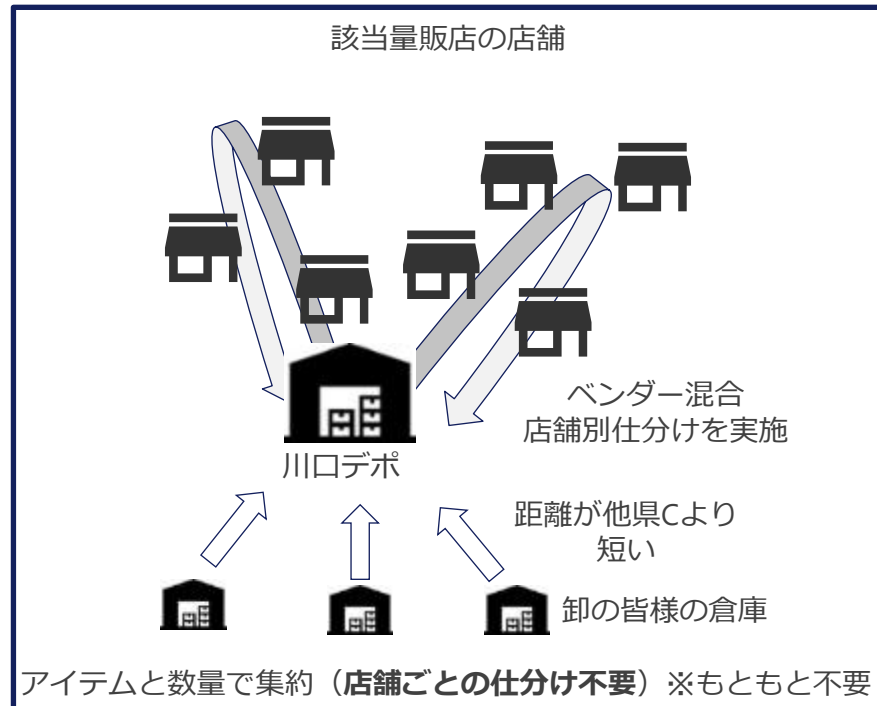 該当量販店の店舗
ベンダー混合
店舗別仕分けを実施
川口デポ
距離が他県Cより
短い
卸の皆様の倉庫
アイテムと数量で集約（店舗ごとの仕分け不要）※もともと不要